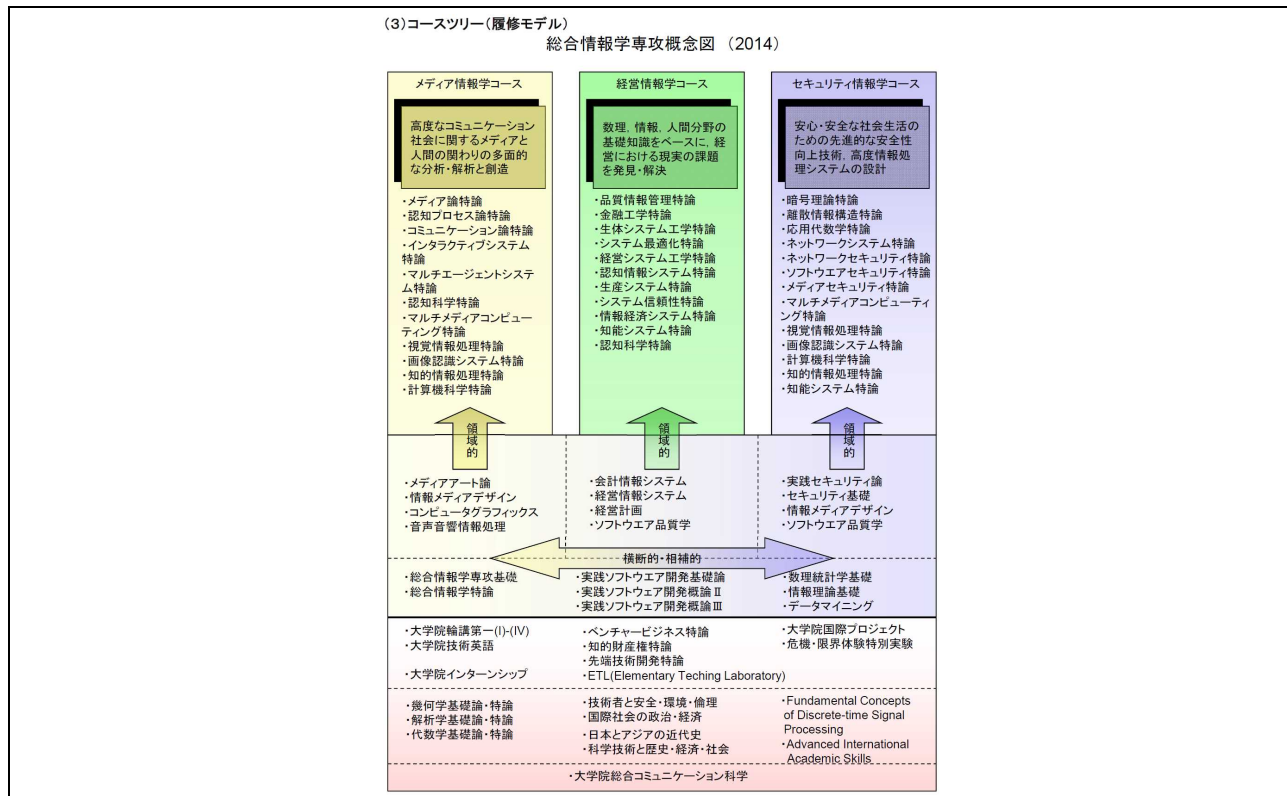 (3)コースツリー(履修モデル)
総合情報学専攻概念図 (2014)
メディア情報学コース
高度なコミュニケーション
社会に関するメディアと
人間の関わりの多面的
な分析・解析と創造
・メディア論特論
・認知プロセス論特論
・コミュニケーション論特論
・インタラクティブシステム
特論
・マルチエージェントシステ
ム特論
・認知科学特論
・マルチメディアコンピュー
ティング特論
・視覚情報処理特論
・画像認識システム特論
・知的情報処理特論
・計算機科学特論
経営情報学コース
数理，情報，人間分野の
基礎知識をベースに，経
営における現実の課題
を発見・解決
・品質情報管理特論
・金融工学特論
・生体システム工学特論
・システム最適化特論
・経営システム工学特論
・認知情報システム特論
・生産システム特論
・システム信頼性特論
・情報経済システム特論
・知能システム特論
・認知科学特論
セキュリティ情報学コース
安心・安全な社会生活の
ための先進的な安全性
向上技術，高度情報処
理システムの設計
・暗号理論特論
・離散情報構造特論
・応用代数学特論
・ネットワークシステム特論
・ネットワークセキュリティ特論
・ソフトウエアセキュリティ特論
・メディアセキュリティ特論
・マルチメディアコンピューティ
ング特論
・視覚情報処理特論
・画像認識システム特論
・計算機科学特論
・知的情報処理特論
・知能システム特論
領域的
領域的
領域的
・メディアアート論
・情報メディアデザイン
・コンピュータグラフィックス
・音声音響情報処理
・会計情報システム
・経営情報システム
・経営計画
・ソフトウエア品質学
・実践セキュリティ論
・セキュリティ基礎
・情報メディアデザイン
・ソフトウエア品質学
横断的・相補的
・総合情報学専攻基礎
・総合情報学特論
・実践ソフトウエア開発基礎論
・実践ソフトウェア開発概論Ⅱ
・実践ソフトウェア開発概論Ⅲ
・数理統計学基礎
・情報理論基礎
・データマイニング
・大学院輪講第一(I)-(IV)
・大学院技術英語
・大学院インターンシップ
・ベンチャービジネス特論
・知的財産権特論
・先端技術開発特論
・ETL(Elementary Teching Laboratory)
・大学院国際プロジェクト
・危機・限界体験特別実験
・幾何学基礎論・特論
・解析学基礎論・特論
・代数学基礎論・特論
・技術者と安全・環境・倫理
・国際社会の政治・経済
・日本とアジアの近代史
・科学技術と歴史・経済・社会
・Fundamental Concepts
of Discrete-time Signal
Processing
・Advanced International
Academic Skills
・大学院総合コミュニケーション科学